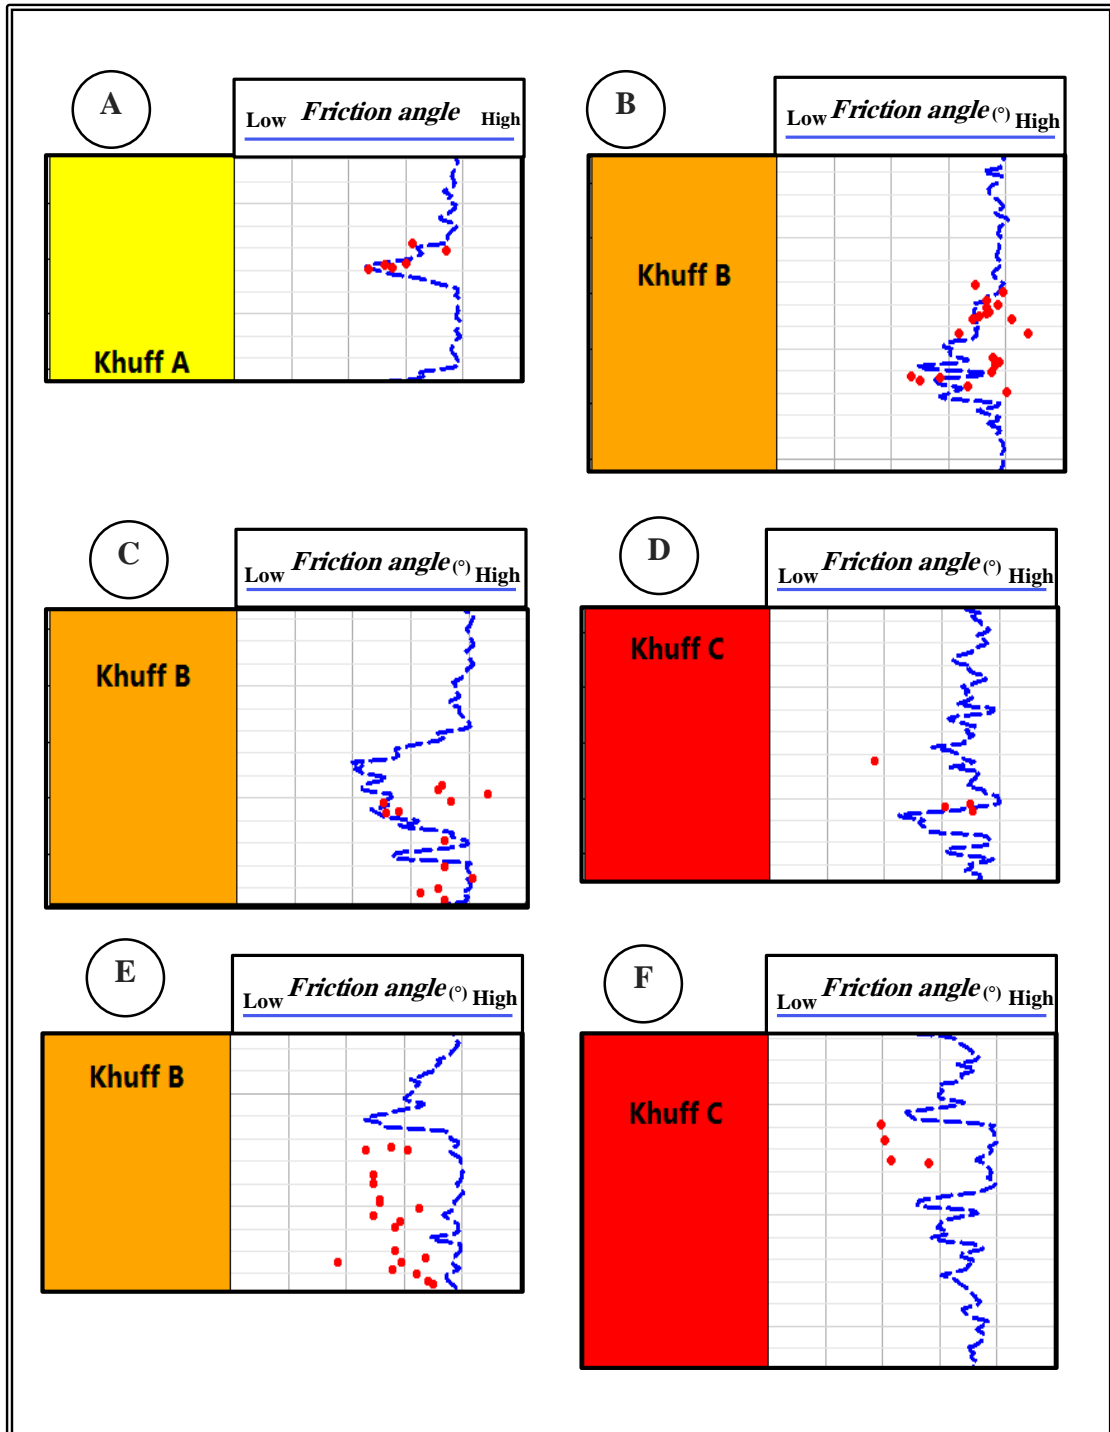 A
Low Friction angle High
Khuff A
B
Low Friction angle (°) High
Khuff B
C
Low Friction angle (°) High
Khuff B
D
Low Friction angle (°) High
Khuff C
E
Low Friction angle (°) High
Khuff B
F
Low Friction angle (°) High
Khuff C